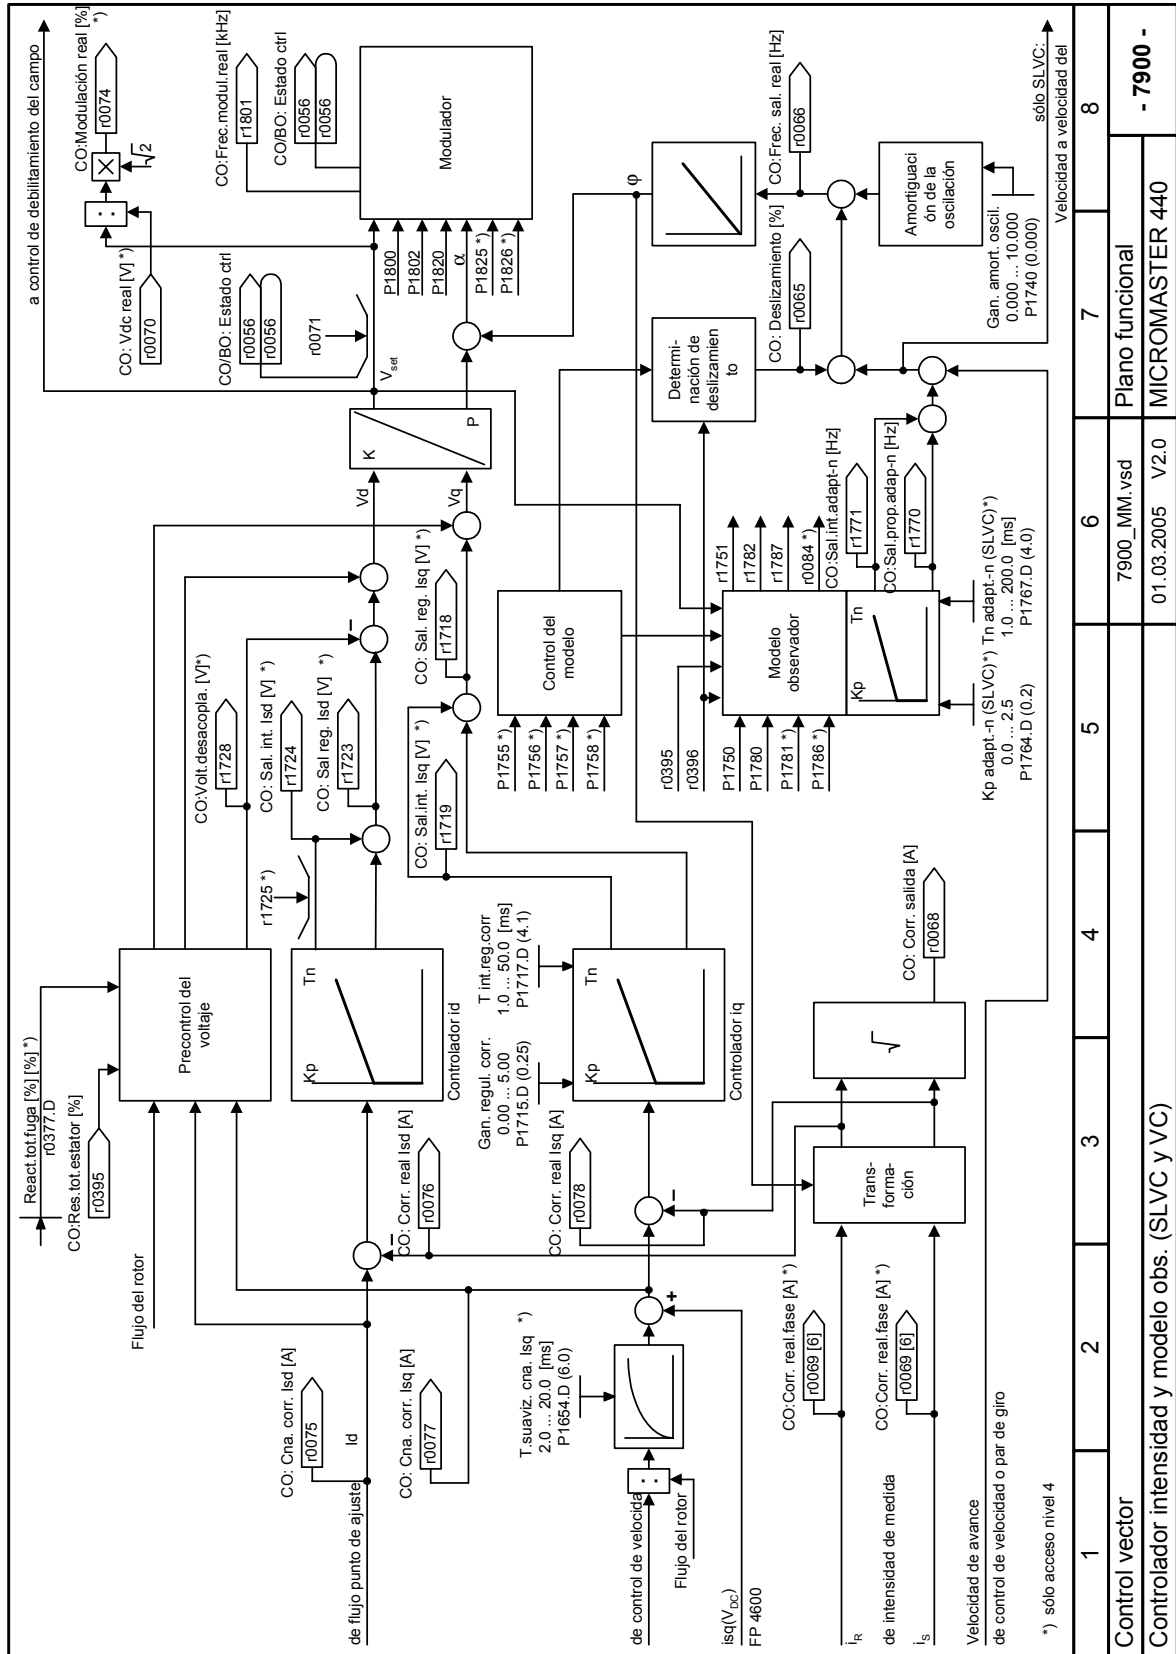 React.tot.fuga [%] [%] *)
r0377.D
CO:Res.tot.estator [%]
r0395
Flujo del rotor
Precontrol del
voltaje
CO: Cna. corr. Isd [A]
r0075
de flujo punto de ajuste
Id
CO: Cna. corr. Isq [A]
r0077
CO: Corr. real Isd [A]
r0076
Kp
Tn
Controlador id
r1725 *)
CO:Volt.desacopla. [V]*)
r1728
CO: Sal. int. Isd [V] *)
r1724
CO: Sal reg. Isd [V] *)
r1723
T.suaviz. cna. Isq *)
2.0 ... 20.0 [ms]
P1654.D (6.0)
de control de velocida
Flujo del rotor
isq(VDC)
FP 4600
Gan. regul. corr.
0.00 ... 5.00
P1715.D (0.25)
T int.reg.corr
1.0 ... 50.0 [ms]
P1717.D (4.1)
CO: Corr. real Isq [A]
r0078
Kp
Tn
Controlador iq
CO: Sal.int. Isq [V] *)
r1719
CO: Sal. reg. Isq [V] *)
r1718
Vd
Vq
K
P
Vset
a control de debilitamiento del campo
CO: Vdc real [V] *)
r0070
CO:Modulación real [%]
*)
r0074
√2
CO/BO: Estado ctrl
r0056
r0056
r0071
CO:Frec.modul.real [kHz]
r1801
CO/BO: Estado ctrl
r0056
r0056
P1800
P1802
P1820
α
P1825 *)
P1826 *)
Modulador
φ
P1755 *)
P1756 *)
P1757 *)
P1758 *)
Control del
modelo
r0395
r0396
P1750
P1780
P1781 *)
P1786 *)
Modelo
observador
Kp
Tn
r1751
r1782
r1787
r0084 *)
CO:Sal.int.adapt-n [Hz]
r1771
CO:Sal.prop.adap-n [Hz]
r1770
Kp adapt.-n (SLVC)*)
0.0 ... 2.5
P1764.D (0.2)
Tn adapt.-n (SLVC)*)
1.0 ... 200.0 [ms]
P1767.D (4.0)
Determi-
nación de
deslizamien
to
CO: Deslizamiento [%]
r0065
CO:Frec. sal. real [Hz]
r0066
Amortiguaci
ón de la
oscilación
Gan. amort. oscil.
0.000 ... 10.000
P1740 (0.000)
sólo SLVC:
Velocidad a velocidad del
CO:Corr. real.fase [A] *)
r0069 [6]
iR
de intensidad de medida
CO:Corr. real.fase [A] *)
r0069 [6]
iS
Trans-
forma-
ción
√
CO: Corr. salida [A]
r0068
Velocidad de avance
de control de velocidad o par de giro
*) sólo acceso nivel 4
1 2 3 4 5 6 7 8
Control vector
7900_MM.vsd
Plano funcional
- 7900 -
Controlador intensidad y modelo obs. (SLVC y VC)
01.03.2005 V2.0
MICROMASTER 440